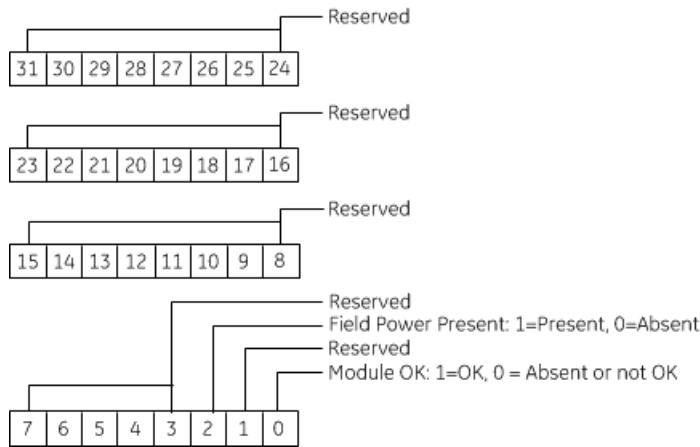 Reserved
31 30 29 28 27 26 25 24
Reserved
23 22 21 20 19 18 17 16
Reserved
15 14 13 12 11 10 9 8
Reserved
Field Power Present: 1=Present, 0=Absent
Reserved
Module OK: 1=OK, 0 = Absent or not OK
7 6 5 4 3 2 1 0